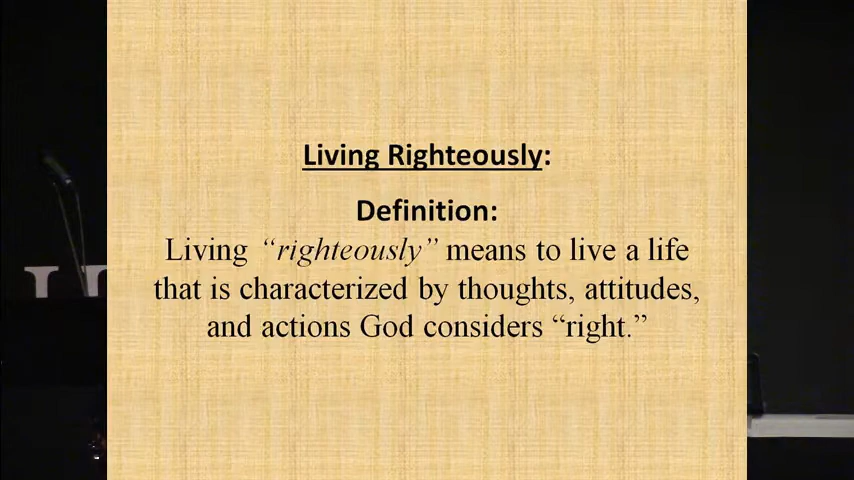 Living Righteously:
Definition:
Living “righteously” means to live a life
that is characterized by thoughts, attitudes,
and actions God considers “right.”